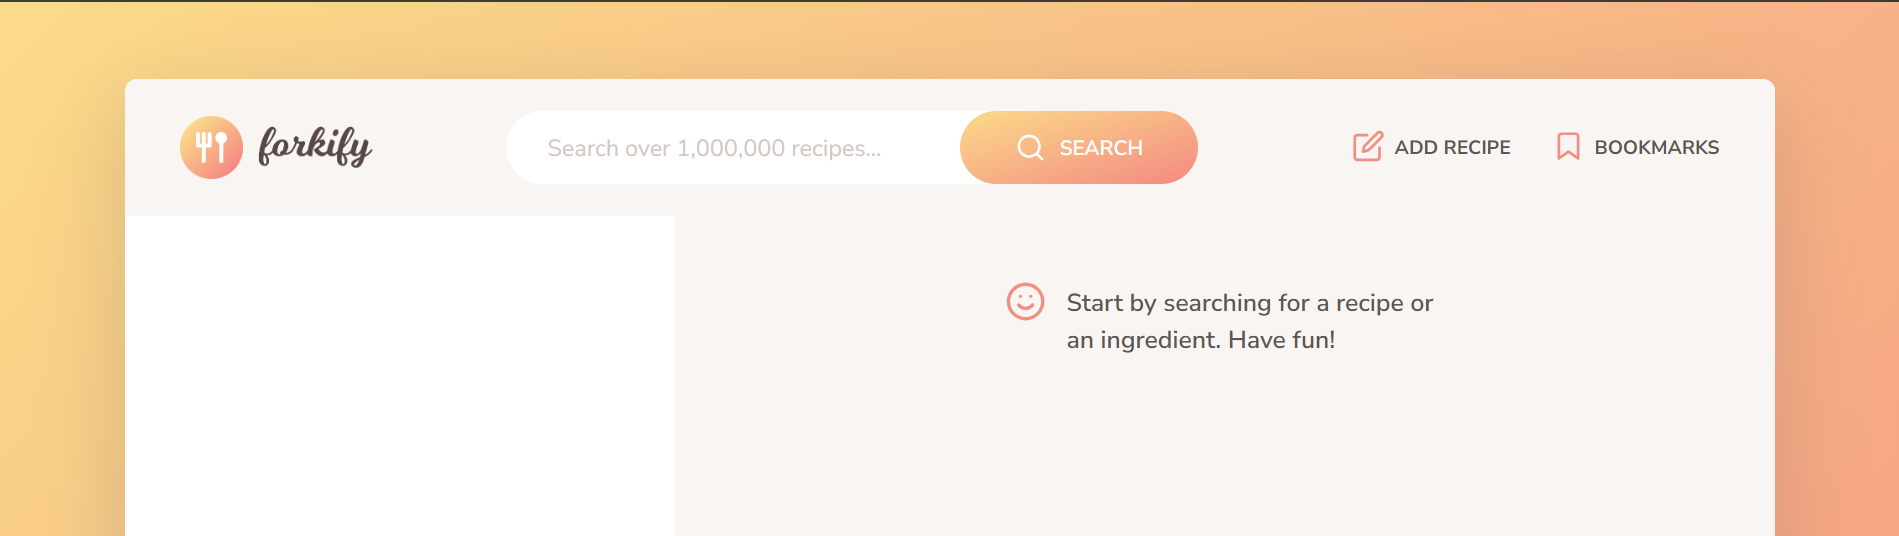 forkify
Search over 1,000,000 recipes...
SEARCH
ADD RECIPE
BOOKMARKS
Start by searching for a recipe or
an ingredient. Have fun!